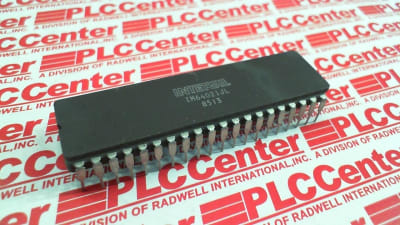 PLCCenter
A DIVISION OF RADWELL INTERNATIONAL, INC.
INTERSIL
IM6402IJL
8513